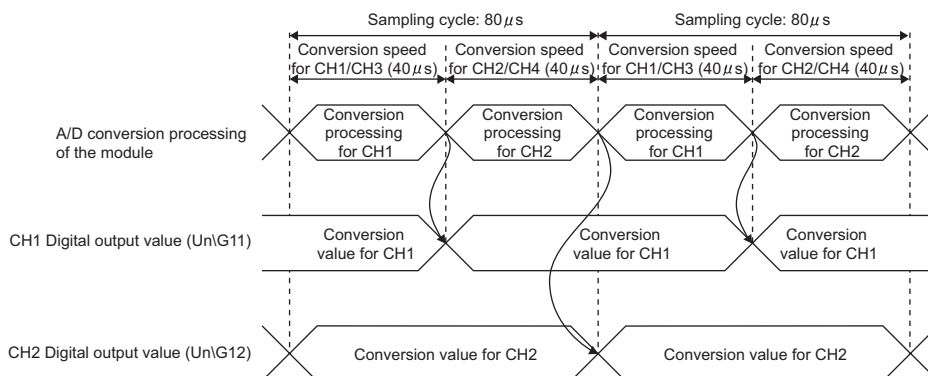 Sampling cycle: 80μs
Sampling cycle: 80μs
Conversion speed
for CH1/CH3 (40μs)
Conversion speed
for CH2/CH4 (40μs)
Conversion speed
for CH1/CH3 (40μs)
Conversion speed
for CH2/CH4 (40μs)
A/D conversion processing
of the module
Conversion
processing
for CH1
Conversion
processing
for CH2
Conversion
processing
for CH1
Conversion
processing
for CH2
CH1 Digital output value (Un\G11)
Conversion
value for CH1
Conversion
value for CH1
Conversion
value for CH1
CH2 Digital output value (Un\G12)
Conversion value for CH2
Conversion value for CH2